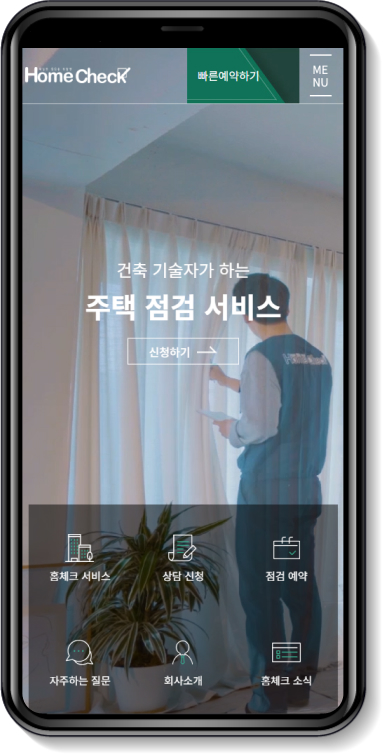 Home Check
빠른예약하기
ME
NU
건축 기술자가 하는
주택 점검 서비스
신청하기
홈체크 서비스
상담 신청
점검 예약
자주하는 질문
회사소개
홈체크 소식